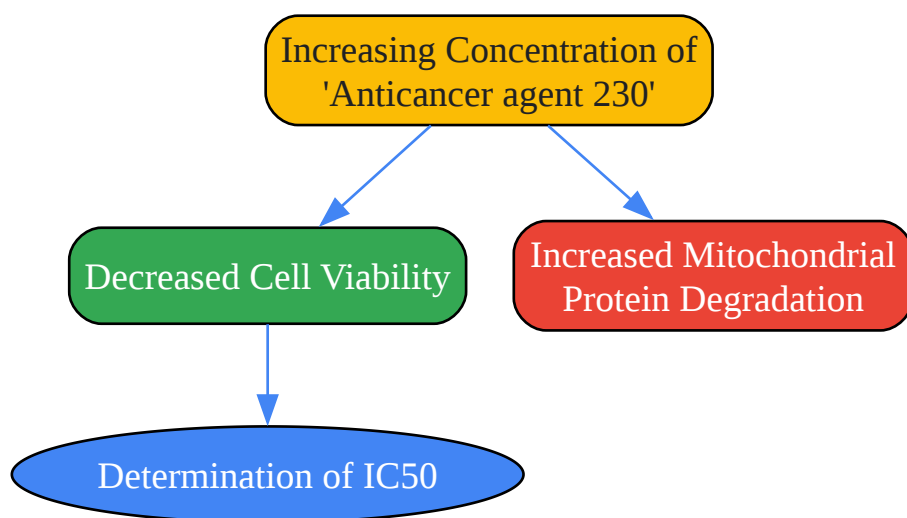 Increasing Concentration of
'Anticancer agent 230'
Decreased Cell Viability
Increased Mitochondrial
Protein Degradation
Determination of IC50